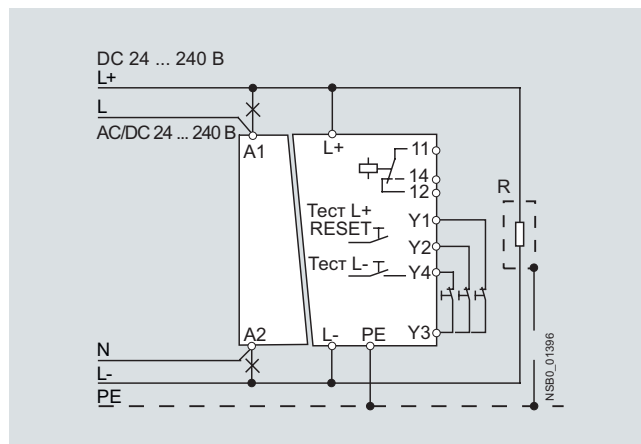 DC 24 ... 240 В
L+
L
AC/DC 24 ... 240 В
A1
L+
11
14
12
R
Тест L+
RESET
Y1
Y2
Тест L-
Y4
A2
L-
PE
Y3
N
L-
PE
NSB0_01396